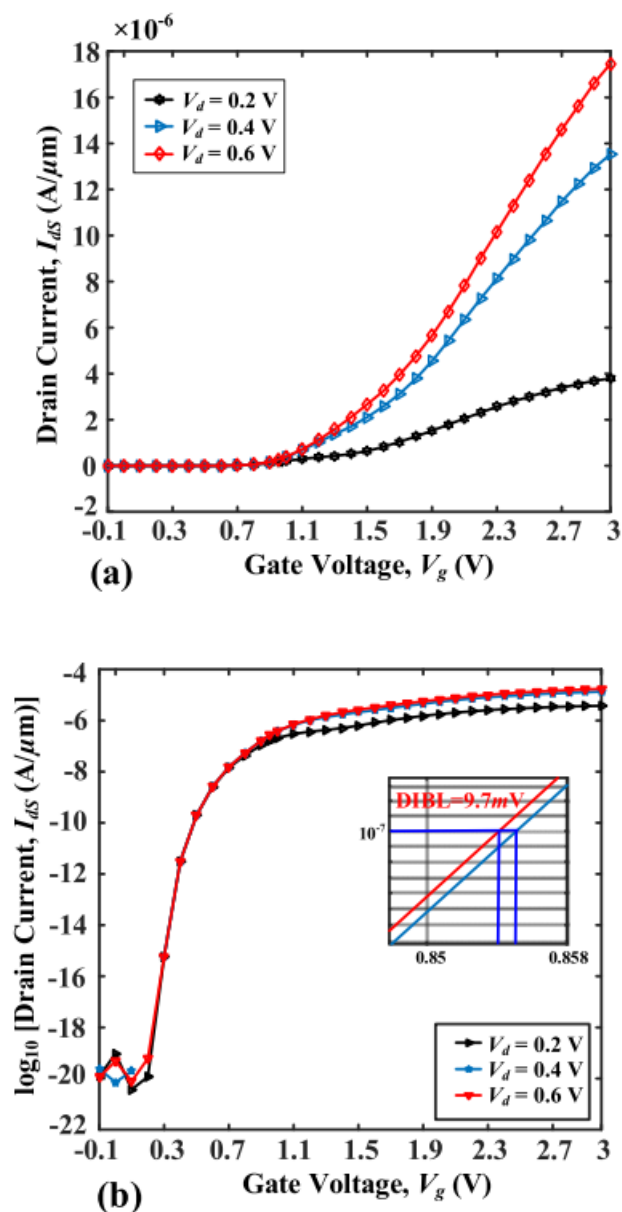 ×10⁻⁶
18
16
14
12
10
8
6
4
2
0
-2
Drain Current, I_dS (A/μm)
V_d = 0.2 V
V_d = 0.4 V
V_d = 0.6 V
-0.1 0.3 0.7 1.1 1.5 1.9 2.3 2.7 3
Gate Voltage, V_g (V)
(a)
-4
-6
-8
-10
-12
-14
-16
-18
-20
-22
log₁₀ [Drain Current, I_dS (A/μm)]
DIBL=9.7mV
10⁻⁷
0.85 0.858
V_d = 0.2 V
V_d = 0.4 V
V_d = 0.6 V
-0.1 0.3 0.7 1.1 1.5 1.9 2.3 2.7 3
Gate Voltage, V_g (V)
(b)